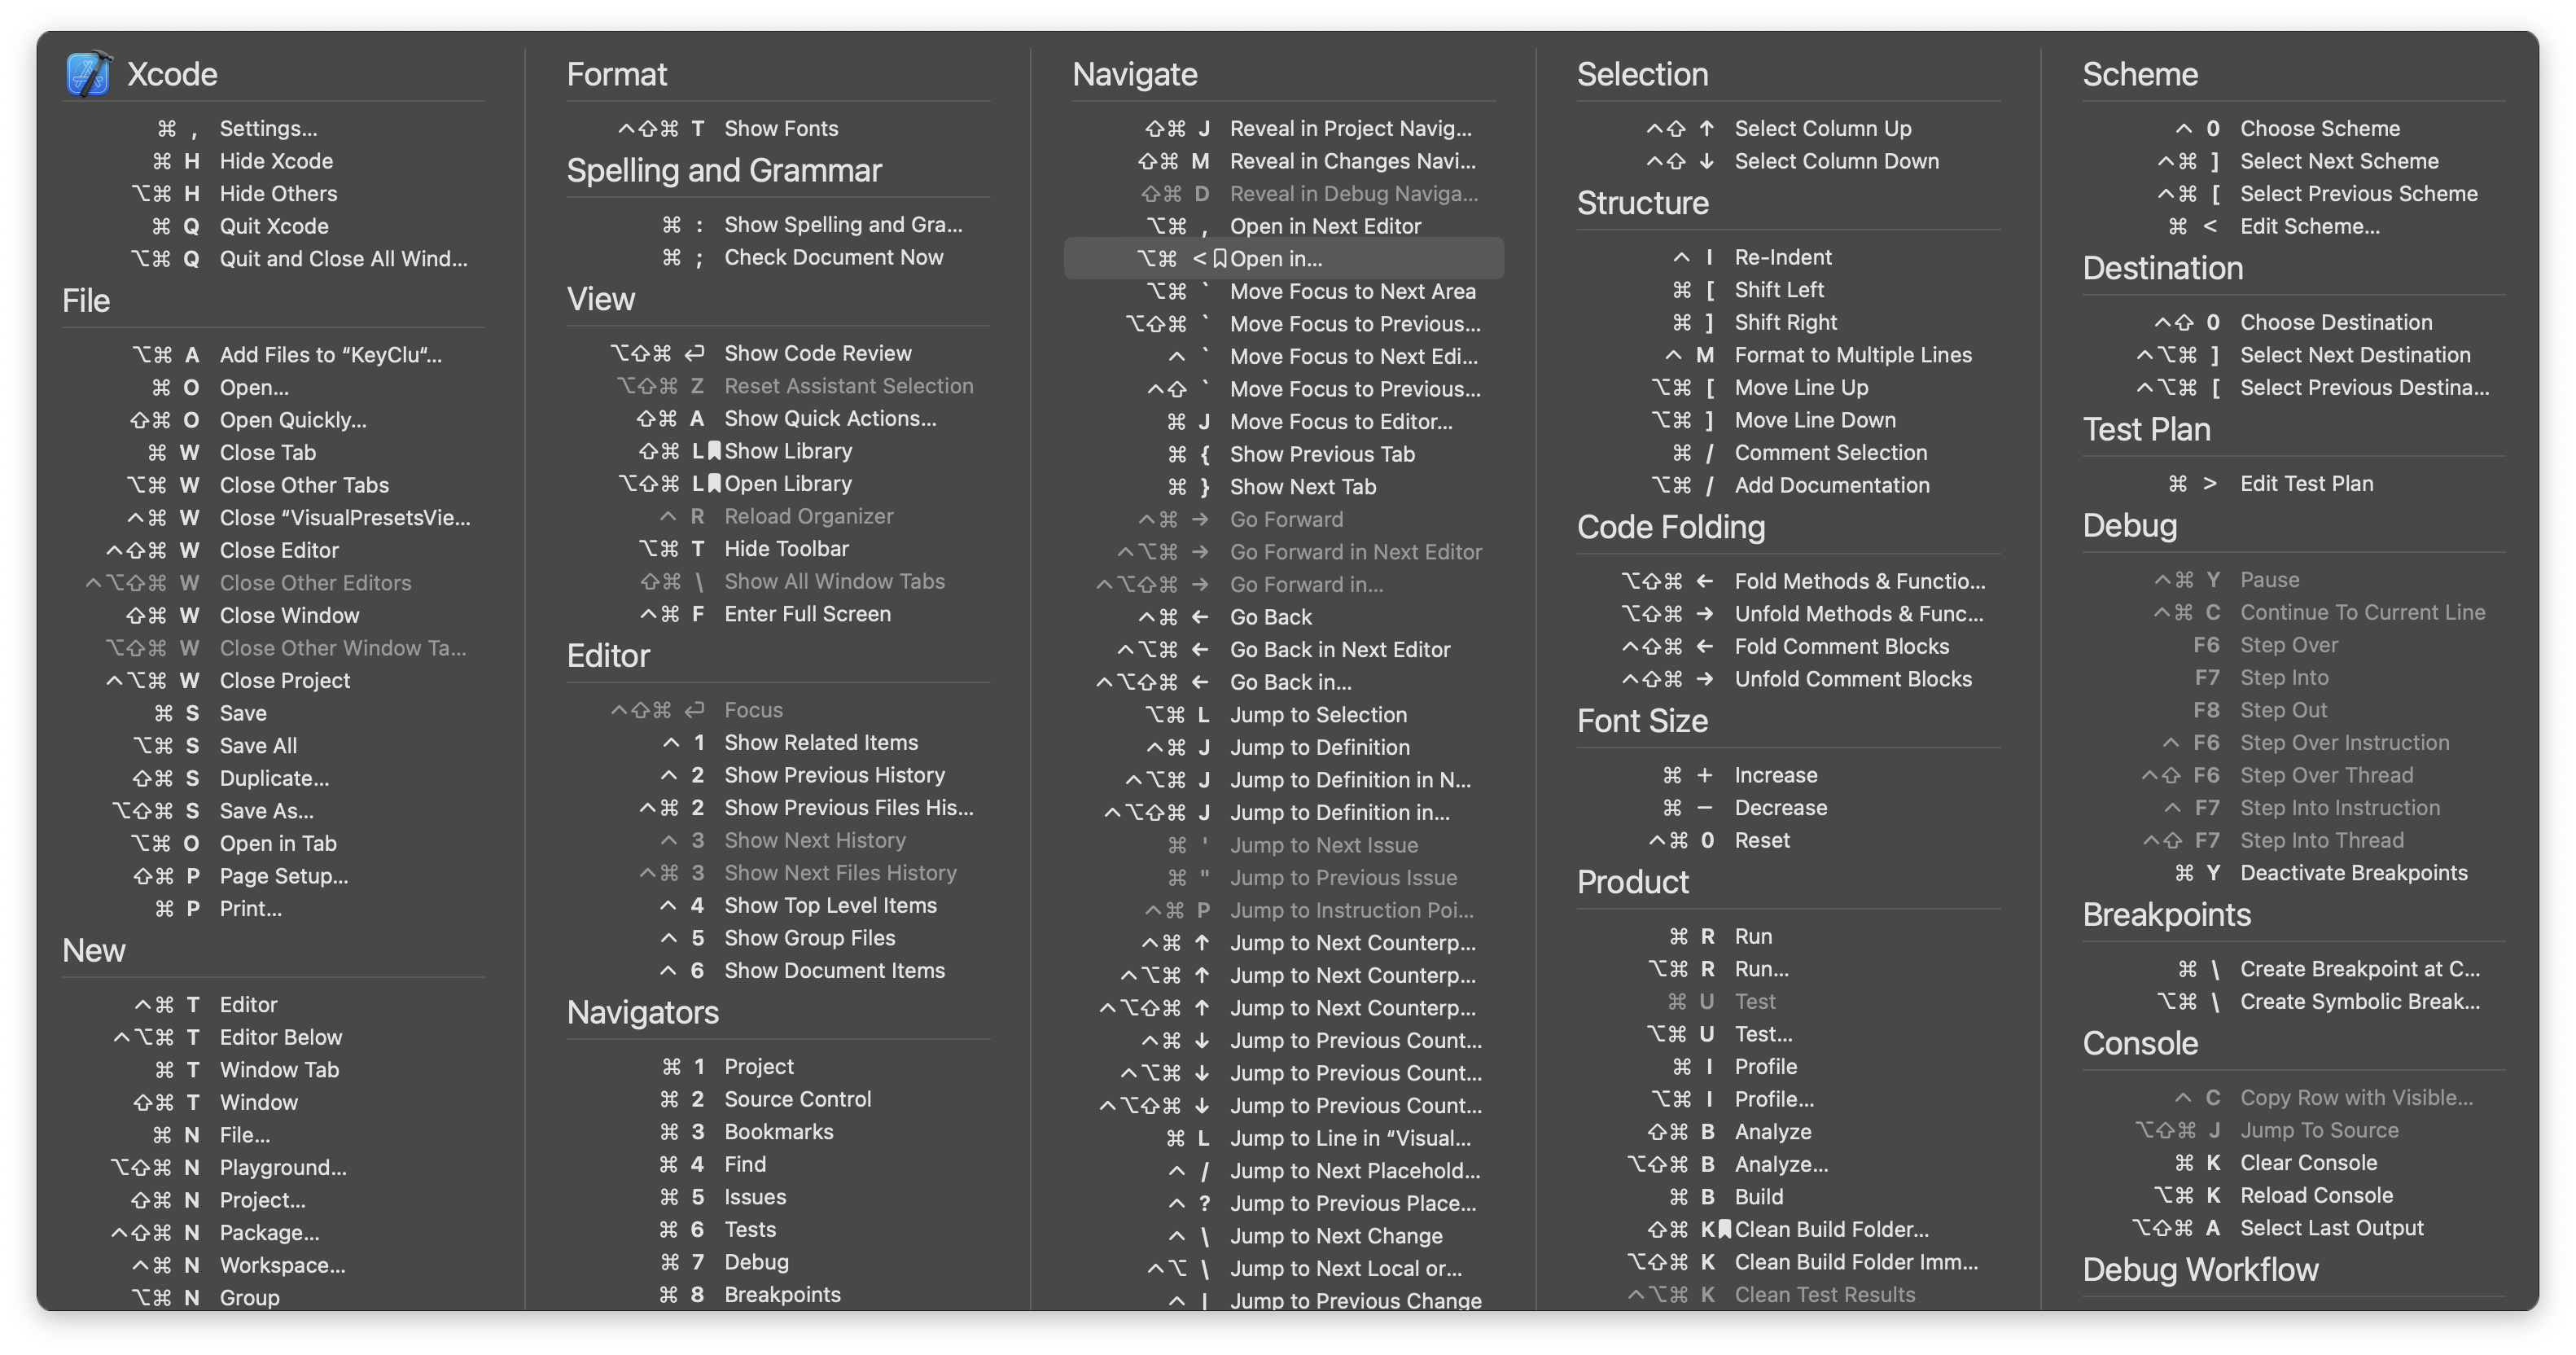 Xcode
⌘ , Settings...
⌘ H Hide Xcode
⌥⌘ H Hide Others
⌘ Q Quit Xcode
⌥⌘ Q Quit and Close All Wind...
File
⌥⌘ A Add Files to “KeyClu“...
⌘ O Open...
⇧⌘ O Open Quickly...
⌘ W Close Tab
⌥⌘ W Close Other Tabs
^⌘ W Close “VisualPresetsVie...
^⇧⌘ W Close Editor
^⌥⇧⌘ W Close Other Editors
⇧⌘ W Close Window
⌥⇧⌘ W Close Other Window Ta...
^⌥⌘ W Close Project
⌘ S Save
⌥⌘ S Save All
⇧⌘ S Duplicate...
⌥⇧⌘ S Save As...
⌥⌘ O Open in Tab
⇧⌘ P Page Setup...
⌘ P Print...
New
^⌘ T Editor
^⌥⌘ T Editor Below
⌘ T Window Tab
⇧⌘ T Window
⌘ N File...
⌥⇧⌘ N Playground...
⇧⌘ N Project...
^⇧⌘ N Package...
^⌘ N Workspace...
⌥⌘ N Group
Format
^⇧⌘ T Show Fonts
Spelling and Grammar
⌘ : Show Spelling and Gra...
⌘ ; Check Document Now
View
⌥⇧⌘ ↩ Show Code Review
⌥⇧⌘ Z Reset Assistant Selection
⇧⌘ A Show Quick Actions...
⇧⌘ L Show Library
⌥⇧⌘ L Open Library
^ R Reload Organizer
⌥⌘ T Hide Toolbar
⇧⌘ \ Show All Window Tabs
^⌘ F Enter Full Screen
Editor
^⇧⌘ ↩ Focus
^ 1 Show Related Items
^ 2 Show Previous History
^⌘ 2 Show Previous Files His...
^ 3 Show Next History
^⌘ 3 Show Next Files History
^ 4 Show Top Level Items
^ 5 Show Group Files
^ 6 Show Document Items
Navigators
⌘ 1 Project
⌘ 2 Source Control
⌘ 3 Bookmarks
⌘ 4 Find
⌘ 5 Issues
⌘ 6 Tests
⌘ 7 Debug
⌘ 8 Breakpoints
Navigate
⇧⌘ J Reveal in Project Navig...
⇧⌘ M Reveal in Changes Navi...
⇧⌘ D Reveal in Debug Naviga...
⌥⌘ , Open in Next Editor
⌥⌘ < Open in...
⌥⌘ ` Move Focus to Next Area
⌥⇧⌘ ` Move Focus to Previous...
^ ` Move Focus to Next Edi...
^⇧ ` Move Focus to Previous...
⌘ J Move Focus to Editor...
⌘ { Show Previous Tab
⌘ } Show Next Tab
^⌘ → Go Forward
^⌥⌘ → Go Forward in Next Editor
^⌥⇧⌘ → Go Forward in...
^⌘ ← Go Back
^⌥⌘ ← Go Back in Next Editor
^⌥⇧⌘ ← Go Back in...
⌥⌘ L Jump to Selection
^⌘ J Jump to Definition
^⌥⌘ J Jump to Definition in N...
^⌥⇧⌘ J Jump to Definition in...
⌘ ' Jump to Next Issue
⌘ " Jump to Previous Issue
^⌘ P Jump to Instruction Poi...
^⌘ ↑ Jump to Next Counterp...
^⌥⌘ ↑ Jump to Next Counterp...
^⌥⇧⌘ ↑ Jump to Next Counterp...
^⌘ ↓ Jump to Previous Count...
^⌥⌘ ↓ Jump to Previous Count...
^⌥⇧⌘ ↓ Jump to Previous Count...
⌘ L Jump to Line in “Visual...
^ / Jump to Next Placehold...
^ ? Jump to Previous Place...
^ \ Jump to Next Change
^⌥ \ Jump to Next Local or...
^ | Jump to Previous Change
Selection
^⇧ ↑ Select Column Up
^⇧ ↓ Select Column Down
Structure
^ I Re-Indent
⌘ [ Shift Left
⌘ ] Shift Right
^ M Format to Multiple Lines
⌥⌘ [ Move Line Up
⌥⌘ ] Move Line Down
⌘ / Comment Selection
⌥⌘ / Add Documentation
Code Folding
⌥⇧⌘ ← Fold Methods & Functio...
⌥⇧⌘ → Unfold Methods & Func...
^⇧⌘ ← Fold Comment Blocks
^⇧⌘ → Unfold Comment Blocks
Font Size
⌘ + Increase
⌘ − Decrease
^⌘ 0 Reset
Product
⌘ R Run
⌥⌘ R Run...
⌘ U Test
⌥⌘ U Test...
⌘ I Profile
⌥⌘ I Profile...
⇧⌘ B Analyze
⌥⇧⌘ B Analyze...
⌘ B Build
⇧⌘ K Clean Build Folder...
⌥⇧⌘ K Clean Build Folder Imm...
^⌥⌘ K Clean Test Results
Scheme
^ 0 Choose Scheme
^⌘ ] Select Next Scheme
^⌘ [ Select Previous Scheme
⌘ < Edit Scheme...
Destination
^⇧ 0 Choose Destination
^⌥⌘ ] Select Next Destination
^⌥⌘ [ Select Previous Destina...
Test Plan
⌘ > Edit Test Plan
Debug
^⌘ Y Pause
^⌘ C Continue To Current Line
F6 Step Over
F7 Step Into
F8 Step Out
^ F6 Step Over Instruction
^⇧ F6 Step Over Thread
^ F7 Step Into Instruction
^⇧ F7 Step Into Thread
⌘ Y Deactivate Breakpoints
Breakpoints
⌘ \ Create Breakpoint at C...
⌥⌘ \ Create Symbolic Break...
Console
^ C Copy Row with Visible...
⌥⇧⌘ J Jump To Source
⌘ K Clear Console
⌥⌘ K Reload Console
⌥⇧⌘ A Select Last Output
Debug Workflow